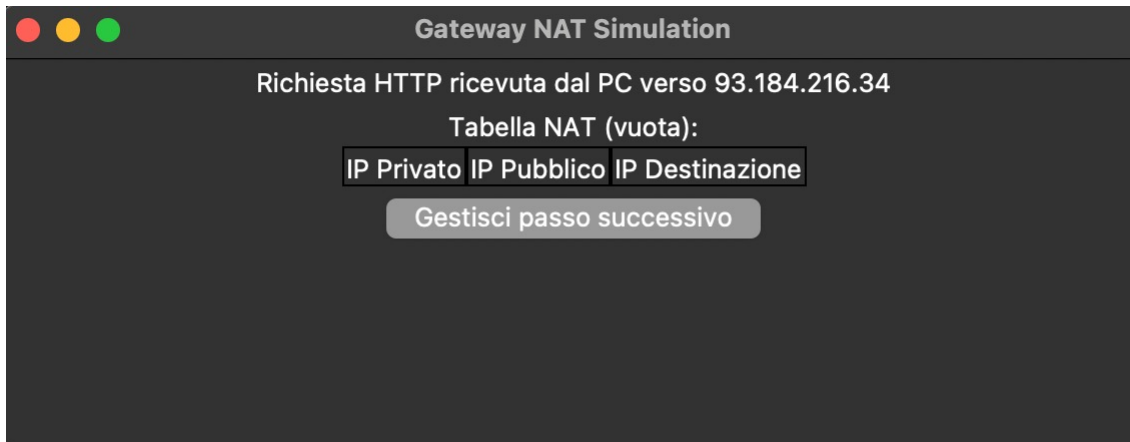 Gateway NAT Simulation
Richiesta HTTP ricevuta dal PC verso 93.184.216.34
Tabella NAT (vuota):
IP Privato IP Pubblico IP Destinazione
Gestisci passo successivo